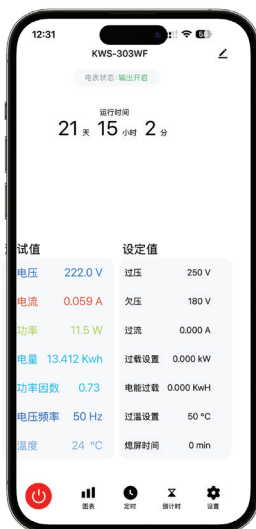 12:31
KWS-303WF
电表状态: 输出开启
运行时间
21 天 15 小时 2 分
试值
设定值
电压 222.0 V
过压 250 V
电流 0.059 A
欠压 180 V
功率 11.5 W
过流 0.000 A
电量 13.412 Kwh
过载设置 0.000 kW
功率因数 0.73
电能过载 0.000 KwH
电压频率 50 Hz
过温设置 50 °C
温度 24 °C
熄屏时间 0 min
图表
定时
倒计时
设置